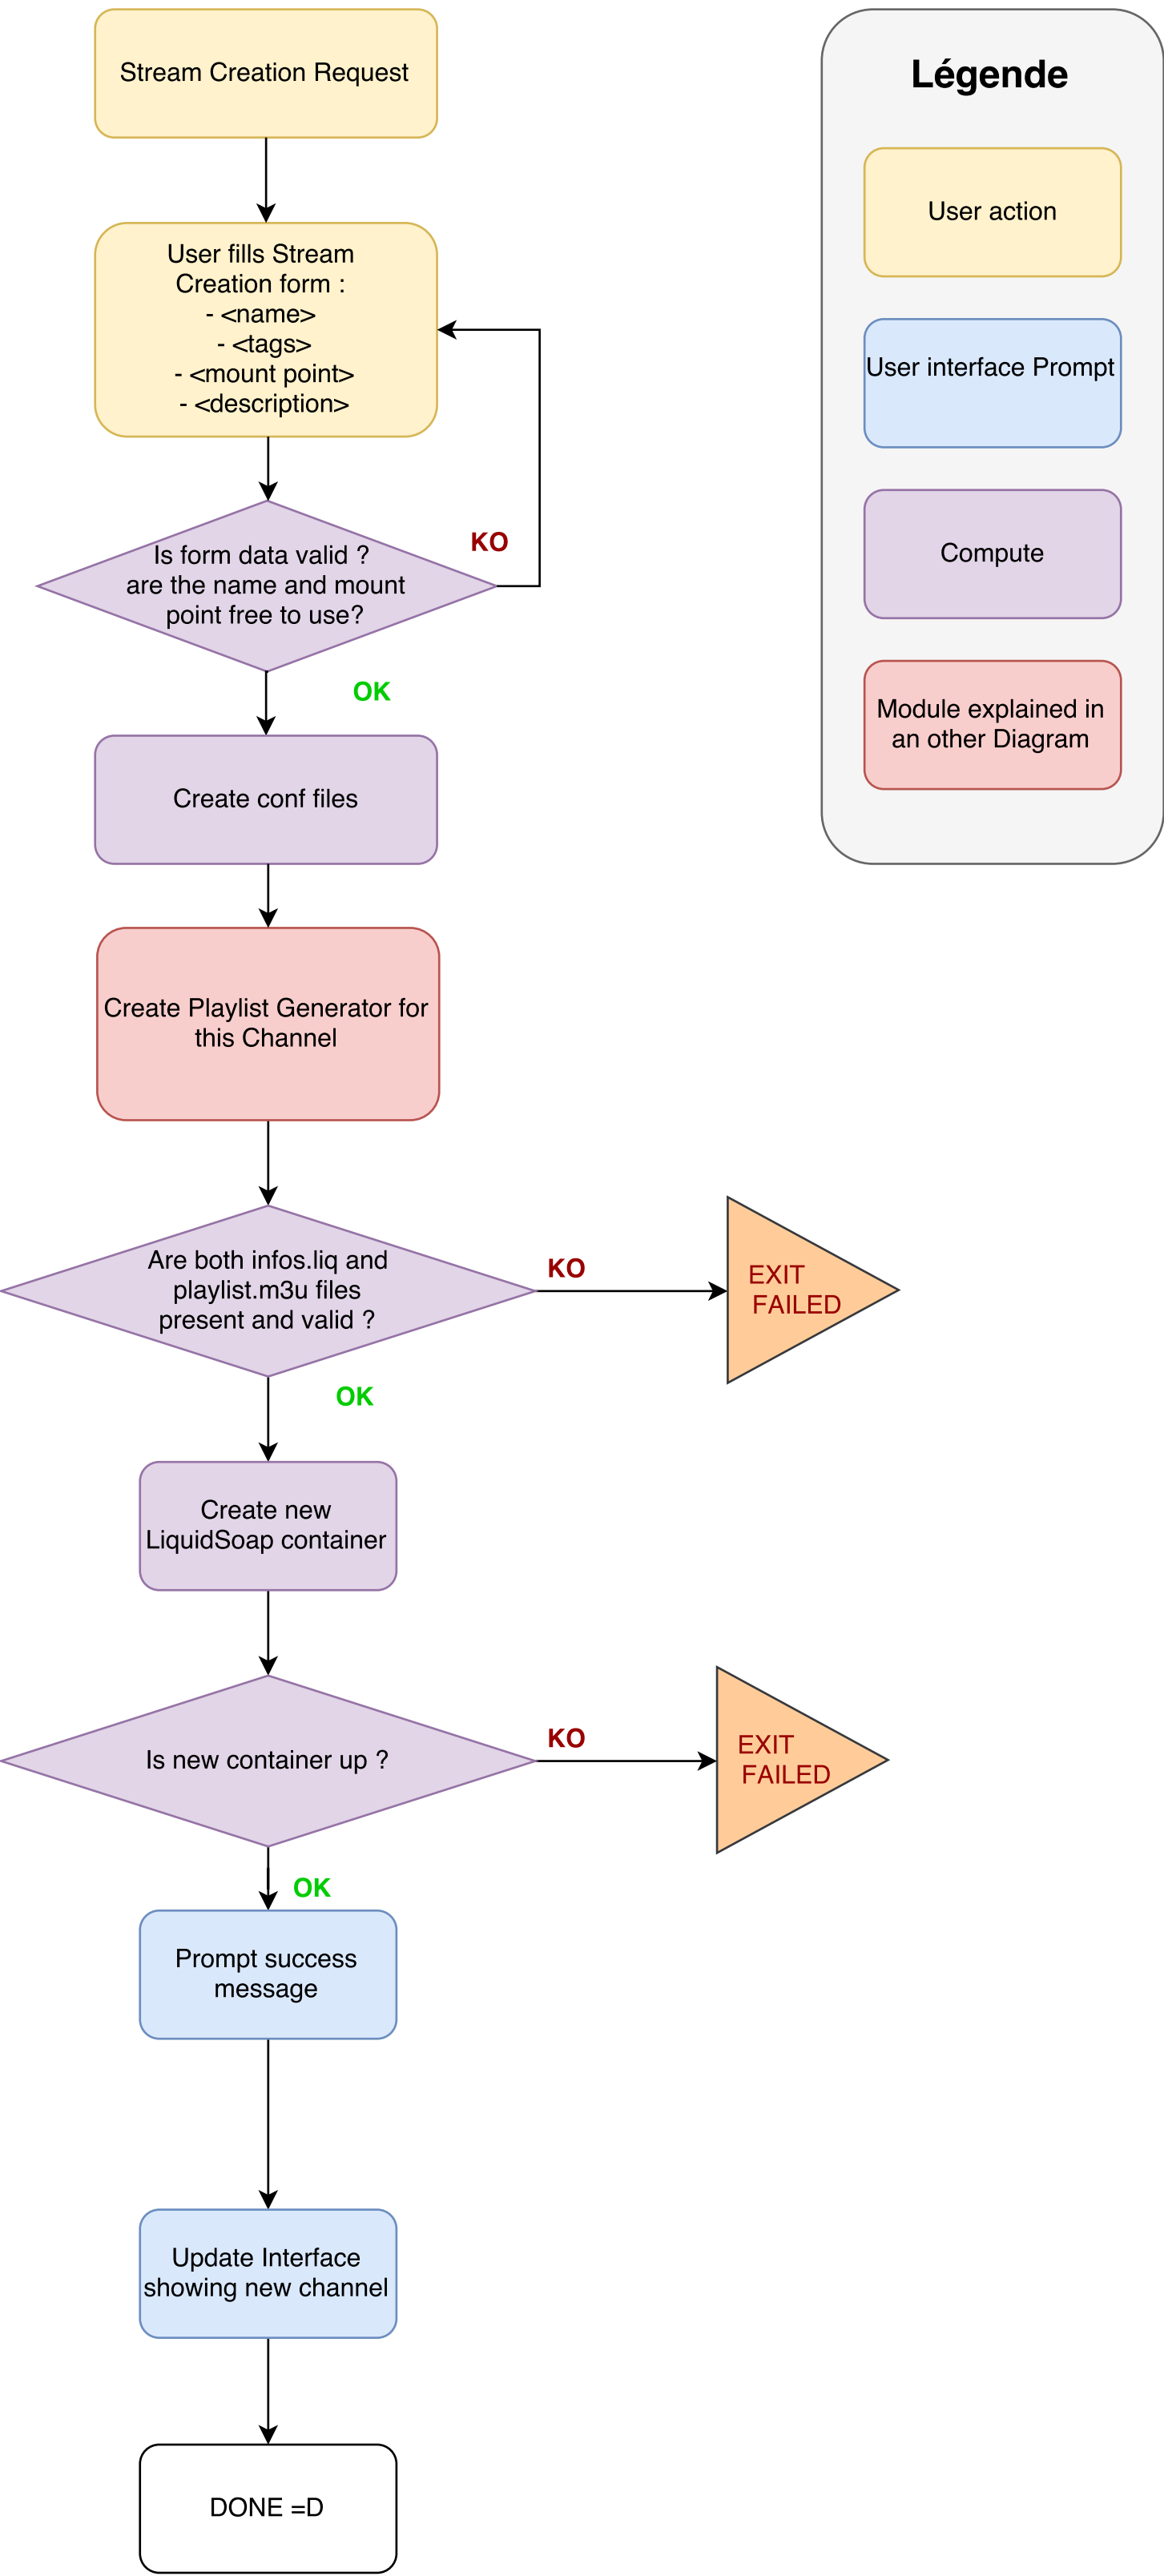 Stream Creation Request
User fills Stream
Creation form :
- <name>
- <tags>
- <mount point>
- <description>
KO
Is form data valid ?
are the name and mount
point free to use?
OK
Create conf files
Create Playlist Generator for
this Channel
Are both infos.liq and
playlist.m3u files
present and valid ?
KO
EXIT
FAILED
OK
Create new
LiquidSoap container
Is new container up ?
KO
EXIT
FAILED
OK
Prompt success
message
Update Interface
showing new channel
DONE =D
Légende
User action
User interface Prompt
Compute
Module explained in
an other Diagram